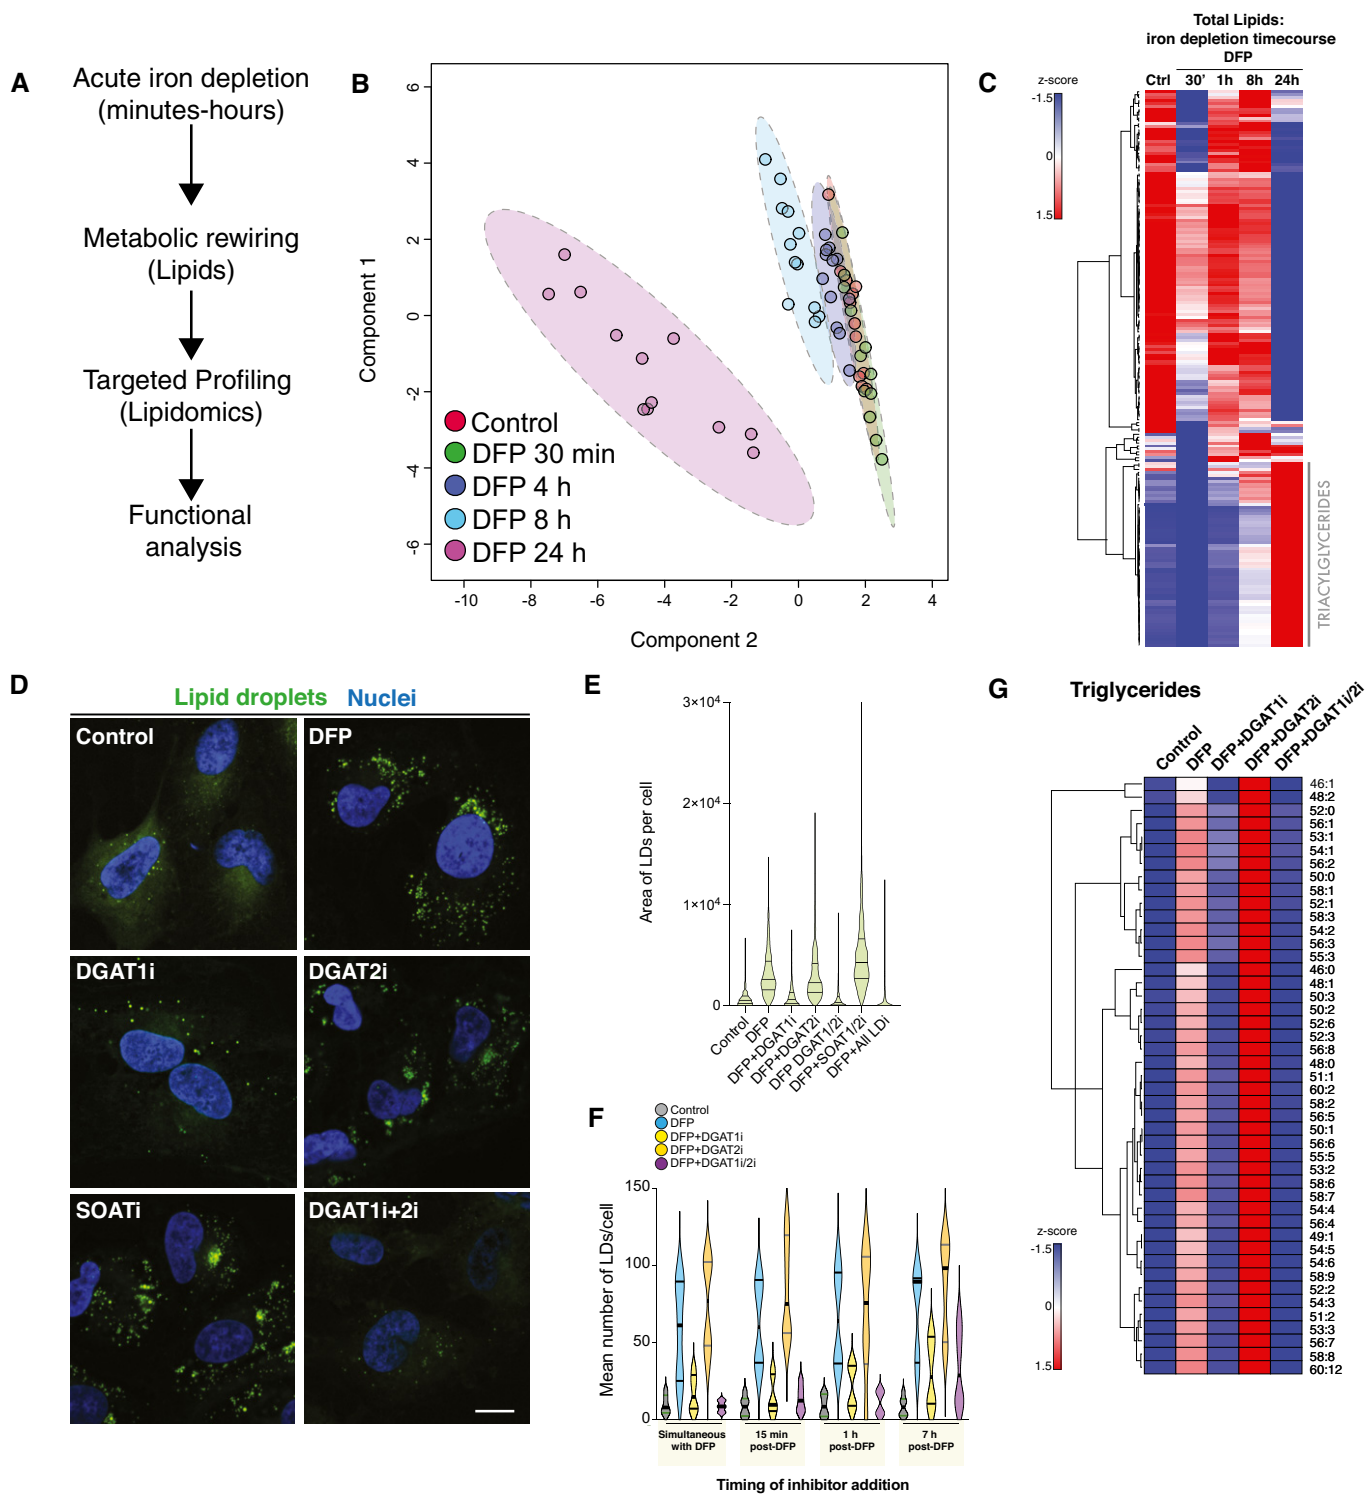 A
Acute iron depletion
(minutes-hours)
Metabolic rewiring
(Lipids)
Targeted Profiling
(Lipidomics)
Functional
analysis
B
Component 1
6
4
2
0
-2
-4
-6
Control
DFP 30 min
DFP 4 h
DFP 8 h
DFP 24 h
-10
-8
-6
-4
-2
0
2
4
Component 2
C
Total Lipids:
iron depletion timecourse
DFP
z-score
-1.5
0
1.5
Ctrl
30'
1h
8h
24h
TRIACYLGLYCERIDES
D
Lipid droplets Nuclei
Control
DFP
DGAT1i
DGAT2i
SOATi
DGAT1i+2i
E
Area of LDs per cell
3×10⁴
2×10⁴
1×10⁴
0
Control
DFP
DFP+DGAT1i
DFP+DGAT2i
DFP DGAT1/2i
DFP+SOAT1/2i
DFP+All LDi
F
Control
DFP
DFP+DGAT1i
DFP+DGAT2i
DFP+DGAT1i/2i
Mean number of LDs/cell
150
100
50
0
Simultaneous
with DFP
15 min
post-DFP
1 h
post-DFP
7 h
post-DFP
Timing of inhibitor addition
G
Triglycerides
Control
DFP
DFP+DGAT1i
DFP+DGAT2i
DFP+DGAT1i/2i
z-score
-1.5
0
1.5
46:1
48:2
52:0
56:1
53:1
54:1
56:2
50:0
58:1
52:1
58:3
54:2
56:3
55:3
46:0
48:1
50:3
50:2
52:6
52:3
56:8
48:0
51:1
60:2
58:2
56:5
50:1
56:6
55:5
53:2
58:6
58:7
54:4
56:4
49:1
54:5
54:6
58:9
52:2
54:3
51:2
53:3
56:7
58:8
60:12